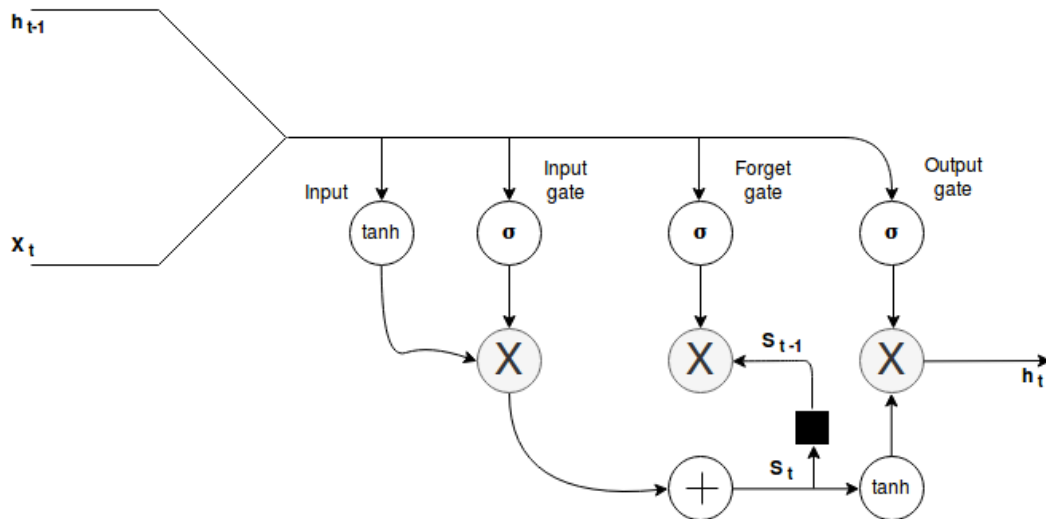 h t-1
X t
Input
Input
gate
Forget
gate
Output
gate
tanh
σ
σ
σ
X
X
X
S t-1
h t
+
S t
tanh